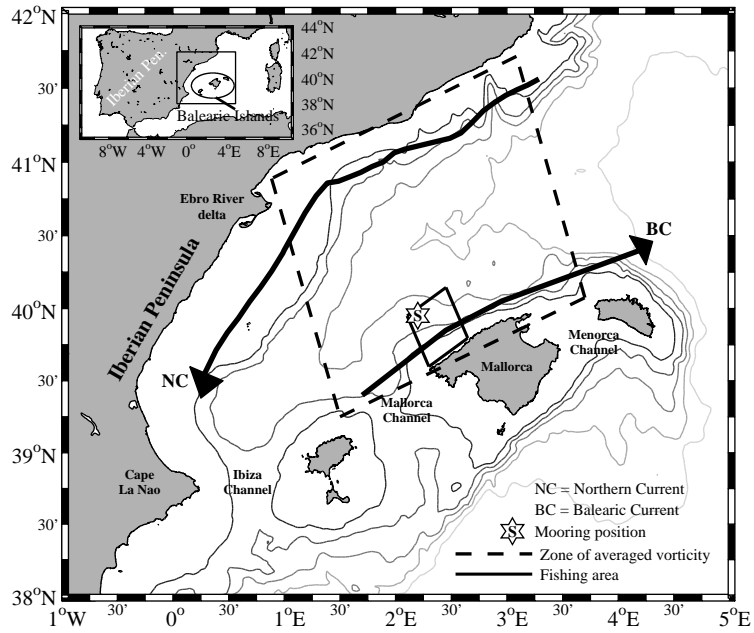 42°N
30'
41°N
30'
40°N
30'
39°N
30'
38°N
1°W
30'
0°
30'
1°E
30'
2°E
30'
3°E
30'
4°E
30'
5°E
44°N
42°N
40°N
38°N
36°N
8°W
4°W
0°
4°E
8°E
Iberian Pen.
Balearic Islands
Ebro River
delta
Iberian Peninsula
BC
S
NC
Menorca
Channel
Mallorca
Mallorca
Channel
Cape
La Nao
Ibiza
Channel
NC = Northern Current
BC = Balearic Current
S
Mooring position
Zone of averaged vorticity
Fishing area